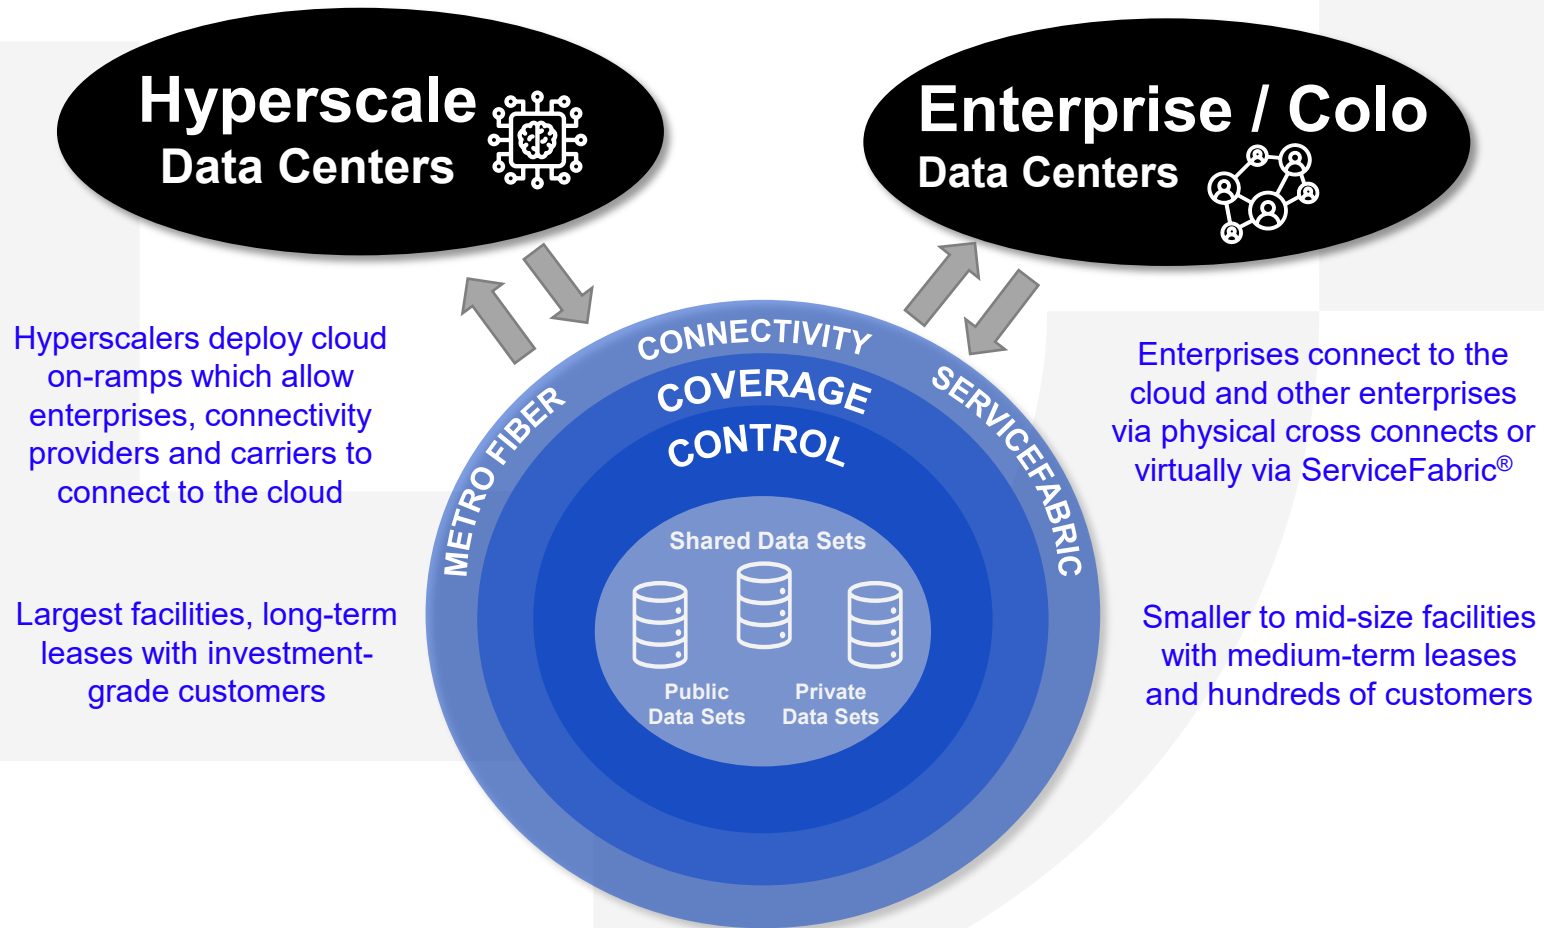 Hyperscale
Data Centers
Enterprise / Colo
Data Centers
Hyperscalers deploy cloud
on-ramps which allow
enterprises, connectivity
providers and carriers to
connect to the cloud
Largest facilities, long-term
leases with investment-
grade customers
METRO FIBER
CONNECTIVITY
SERVICEFABRIC
COVERAGE
CONTROL
Shared Data Sets
Public
Data Sets
Private
Data Sets
Enterprises connect to the
cloud and other enterprises
via physical cross connects or
virtually via ServiceFabric®
Smaller to mid-size facilities
with medium-term leases
and hundreds of customers